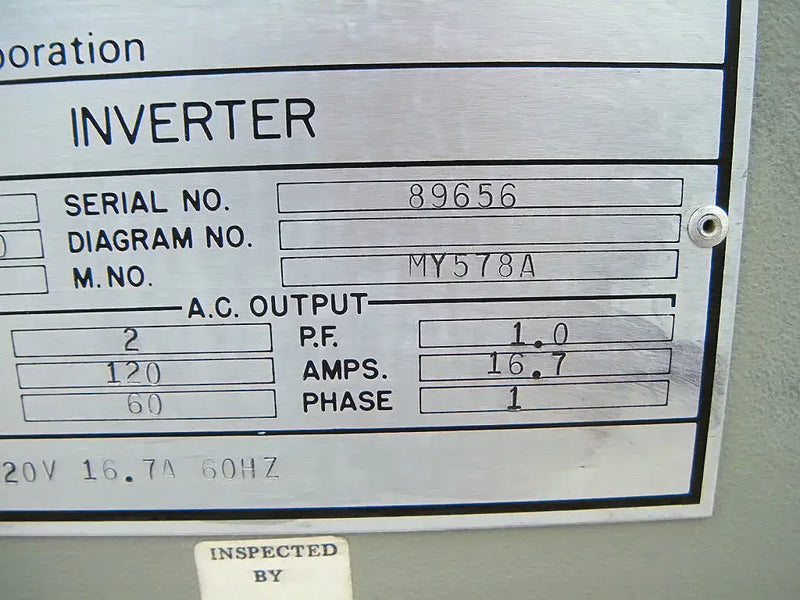 poration
INVERTER
SERIAL NO. 89656
DIAGRAM NO.
M. NO. MY578A
A.C. OUTPUT
2 P.F. 1.0
120 AMPS. 16.7
60 PHASE 1
20V 16.7A 60HZ
INSPECTED
BY